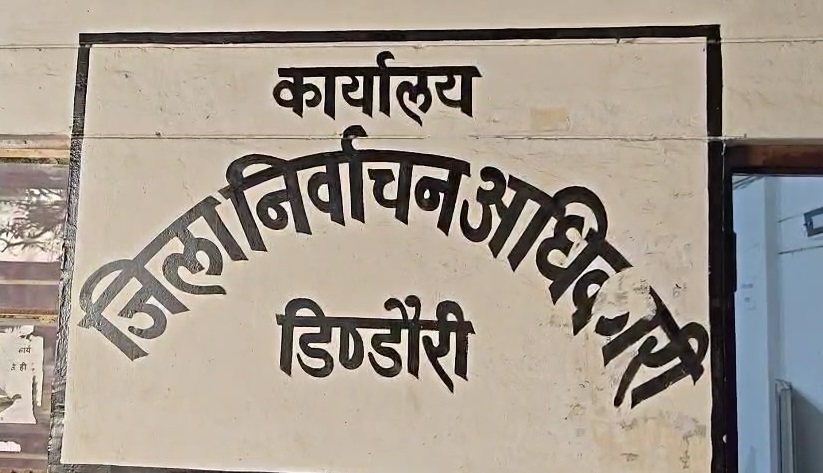 कार्यालय
जिला निर्वाचन अधिकारी
डिण्डौरी
कार्य
ही